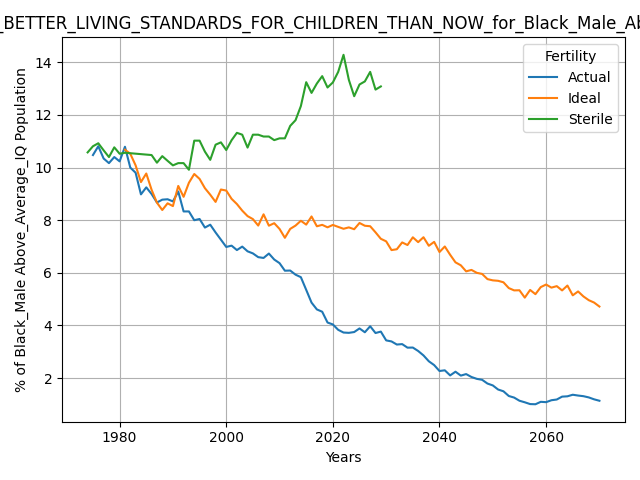 _BETTER_LIVING_STANDARDS_FOR_CHILDREN_THAN_NOW_for_Black_Male_Ab
% of Black_Male Above_Average_IQ Population
14
12
10
8
6
4
2
Fertility
Actual
Ideal
Sterile
1980
2000
2020
2040
2060
Years